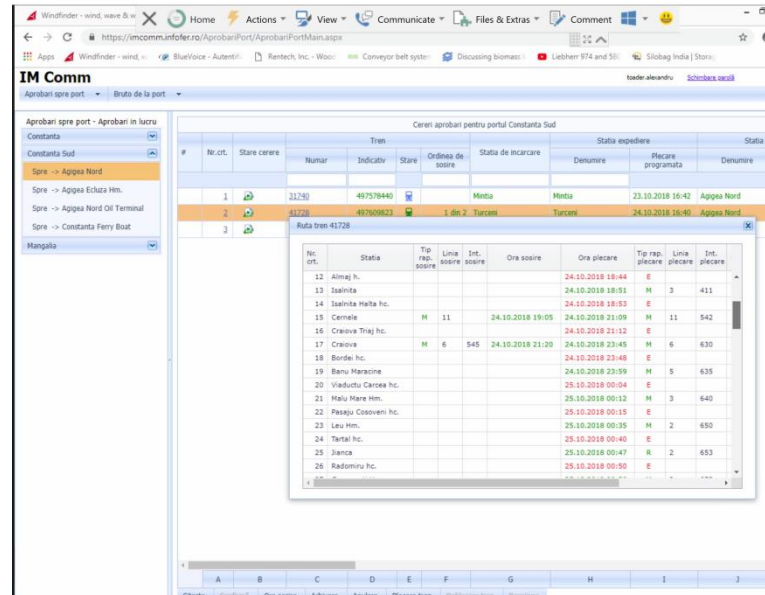 Windfinder - wind, wave & w
Home Actions View Communicate Files & Extras Comment
https://imcomm.infofer.ro/AprobariPort/AprobariPortMain.aspx
Apps Windfinder - wind, w BlueVoice - Autentifi Rentech, Inc. - Wood Conveyor belt system Discussing biomass Liebherr 974 and 580 Silobag India | Stora
IM Comm
toader.alexandru Schimbare parolă
Aprobari spre port Bruto de la port
Aprobari spre port - Aprobari in lucru
Constanta
Constanta Sud
Spre -> Agigea Nord
Spre -> Agigea Ecluza Hm.
Spre -> Agigea Nord Oil Terminal
Spre -> Constanta Ferry Boat
Mangalia
Cereri aprobari pentru portul Constanta Sud
Tren Statia expediere Statia
# Nr.crt. Stare cerere Numar Indicativ Stare Ordinea de sosire Statia de incarcare Denumire Plecare programata Denumire
1 31740 497578440 Mintia Mintia 23.10.2018 16:42 Agigea Nord
2 41728 497609823 1 din 2 Turceni Turceni 24.10.2018 16:40 Agigea Nord
3
Ruta tren 41728
Nr. crt. Statia Tip rap. sosire Linia sosire Int. sosire Ora sosire Ora plecare Tip rap. plecare Linia plecare Int. plecare
12 Almaj h. 24.10.2018 18:44 E
13 Isalnita 24.10.2018 18:51 M 3 411
14 Isalnita Halta hc. 24.10.2018 18:53 E
15 Cernele M 11 24.10.2018 19:05 24.10.2018 21:09 M 11 542
16 Craiova Triaj hc. 24.10.2018 21:12 E
17 Craiova M 6 545 24.10.2018 21:20 24.10.2018 23:45 M 6 630
18 Bordei hc. 24.10.2018 23:48 E
19 Banu Maracine 24.10.2018 23:59 M 5 635
20 Viaductu Carcea hc. 25.10.2018 00:04 E
21 Malu Mare Hm. 25.10.2018 00:12 M 3 640
22 Pasaju Cosoveni hc. 25.10.2018 00:15 E
23 Leu Hm. 25.10.2018 00:35 M 2 650
24 Tartal hc. 25.10.2018 00:40 E
25 Jianca 25.10.2018 00:47 R 2 653
26 Radomiru hc. 25.10.2018 00:50 E
A B C D E F G H I J